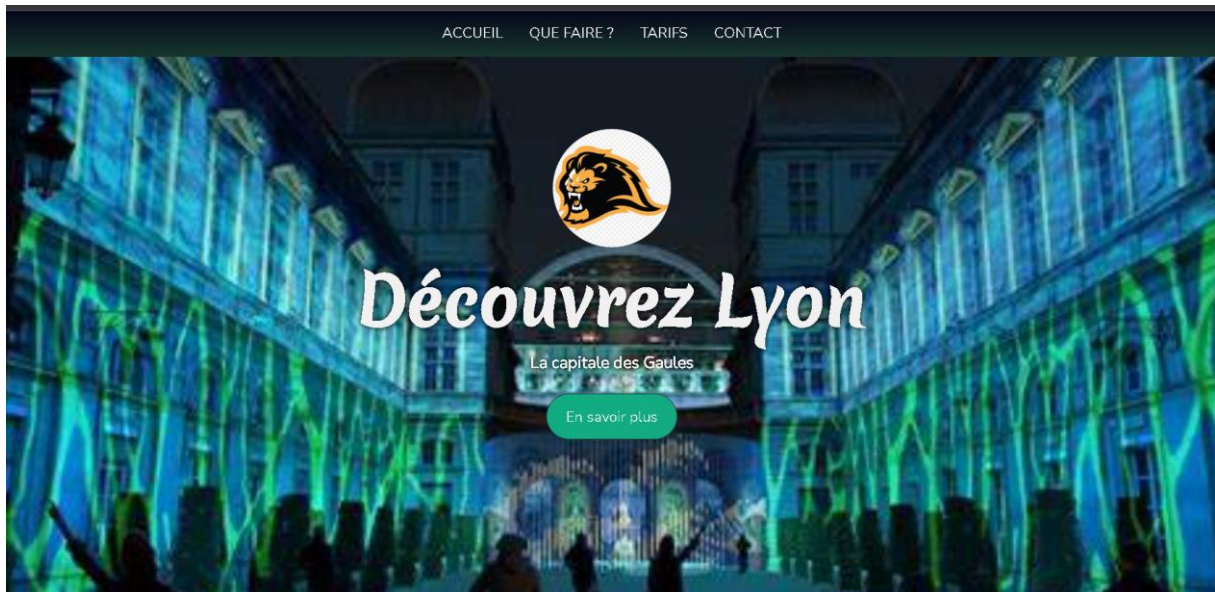 ACCUEIL QUE FAIRE ? TARIFS CONTACT
Découvrez Lyon
La capitale des Gaules
En savoir plus